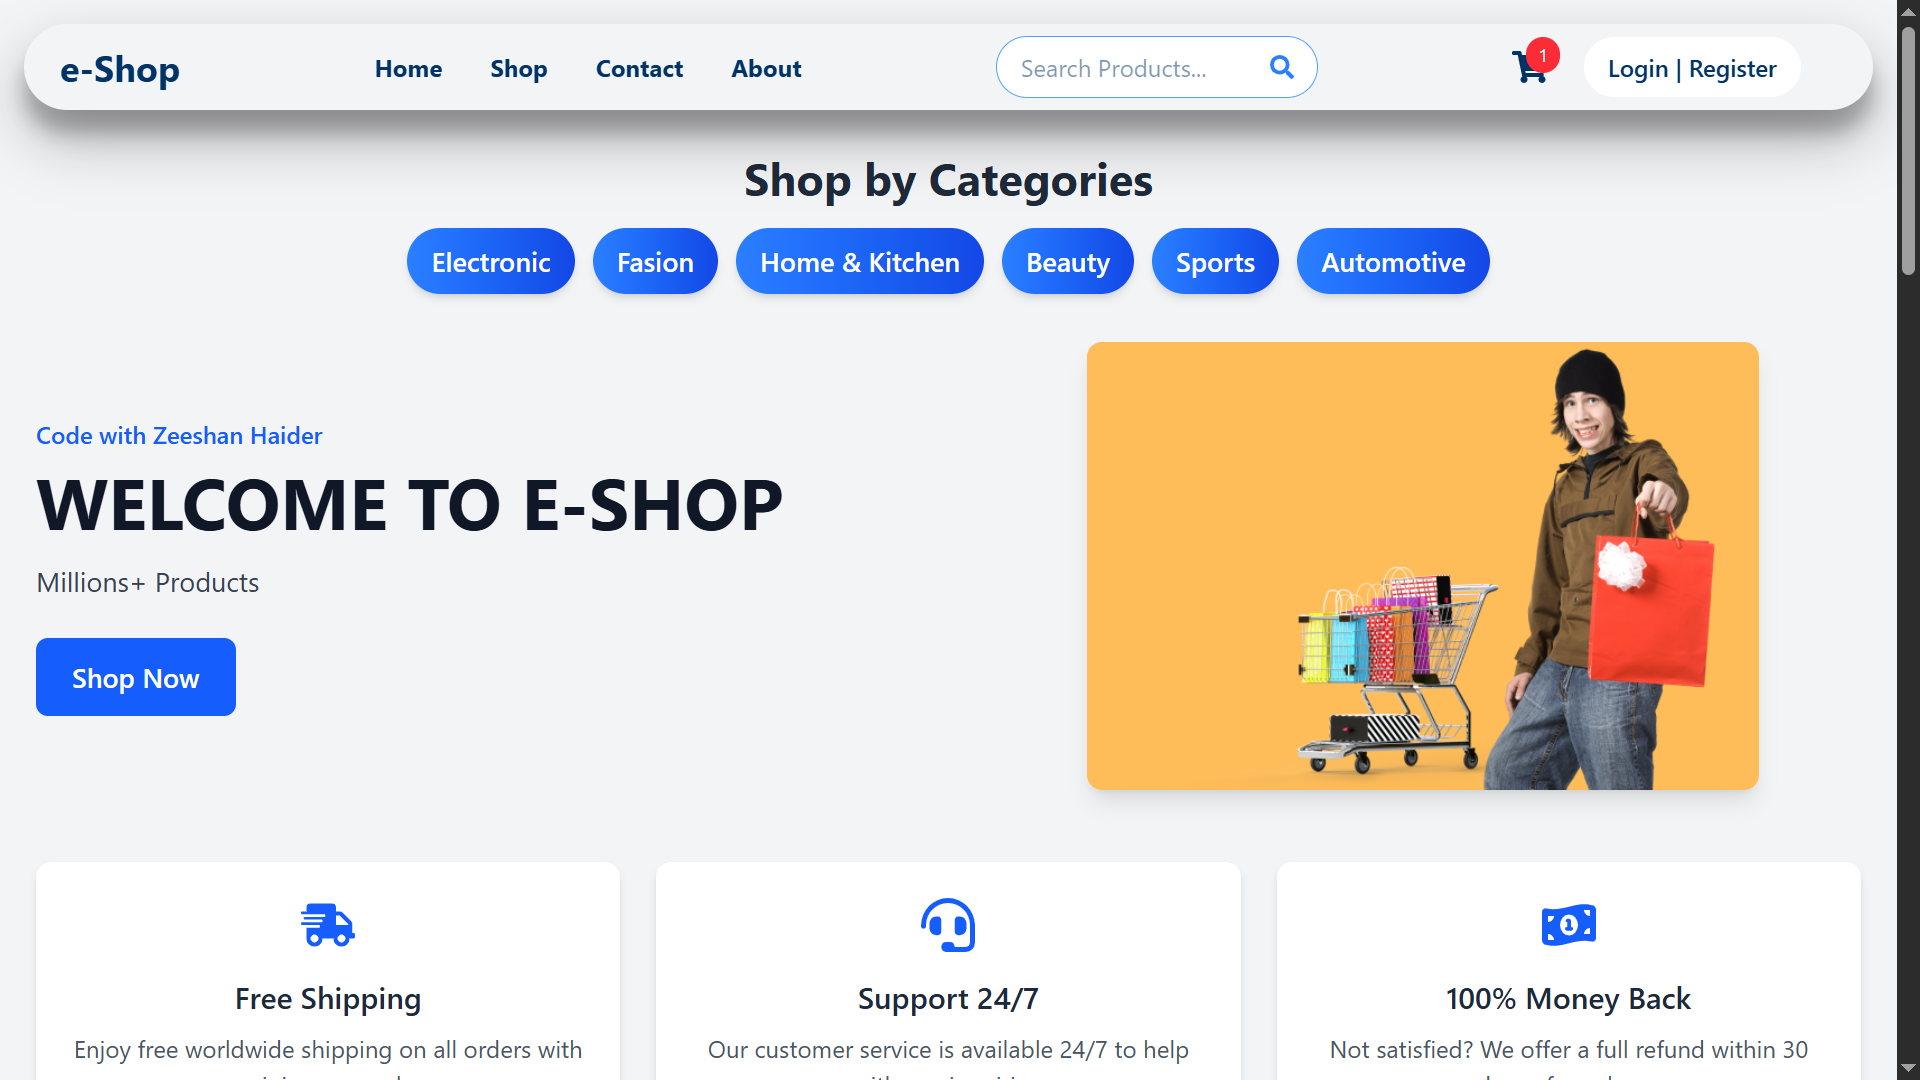 e-Shop
Home Shop Contact About
Search Products...
1
Login | Register
Shop by Categories
Electronic Fasion Home & Kitchen Beauty Sports Automotive
Code with Zeeshan Haider
WELCOME TO E-SHOP
Millions+ Products
Shop Now
Free Shipping
Enjoy free worldwide shipping on all orders with
Support 24/7
Our customer service is available 24/7 to help
100% Money Back
Not satisfied? We offer a full refund within 30